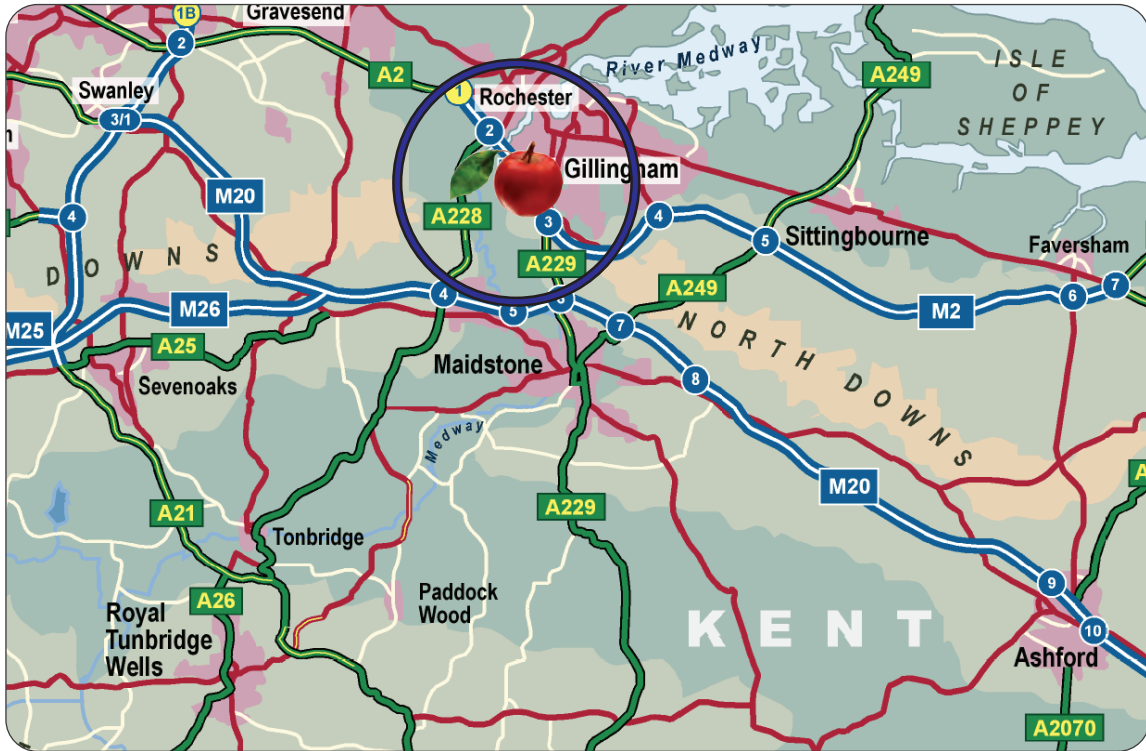 1B
Gravesend
2
A2
River Medway
A249
ISLE
OF
SHEPPEY
Swanley
1
Rochester
3/1
2
Gillingham
M20
4
A228
3
4
5
Sittingbourne
Faversham
DOWNS
A229
A249
7
6
M26
4
5
6
M2
M25
7
NORTH DOWNS
A25
Maidstone
8
Sevenoaks
Medway
M20
A21
A229
Tonbridge
9
A26
Paddock
Wood
KENT
10
Royal
Tunbridge
Wells
Ashford
A2070